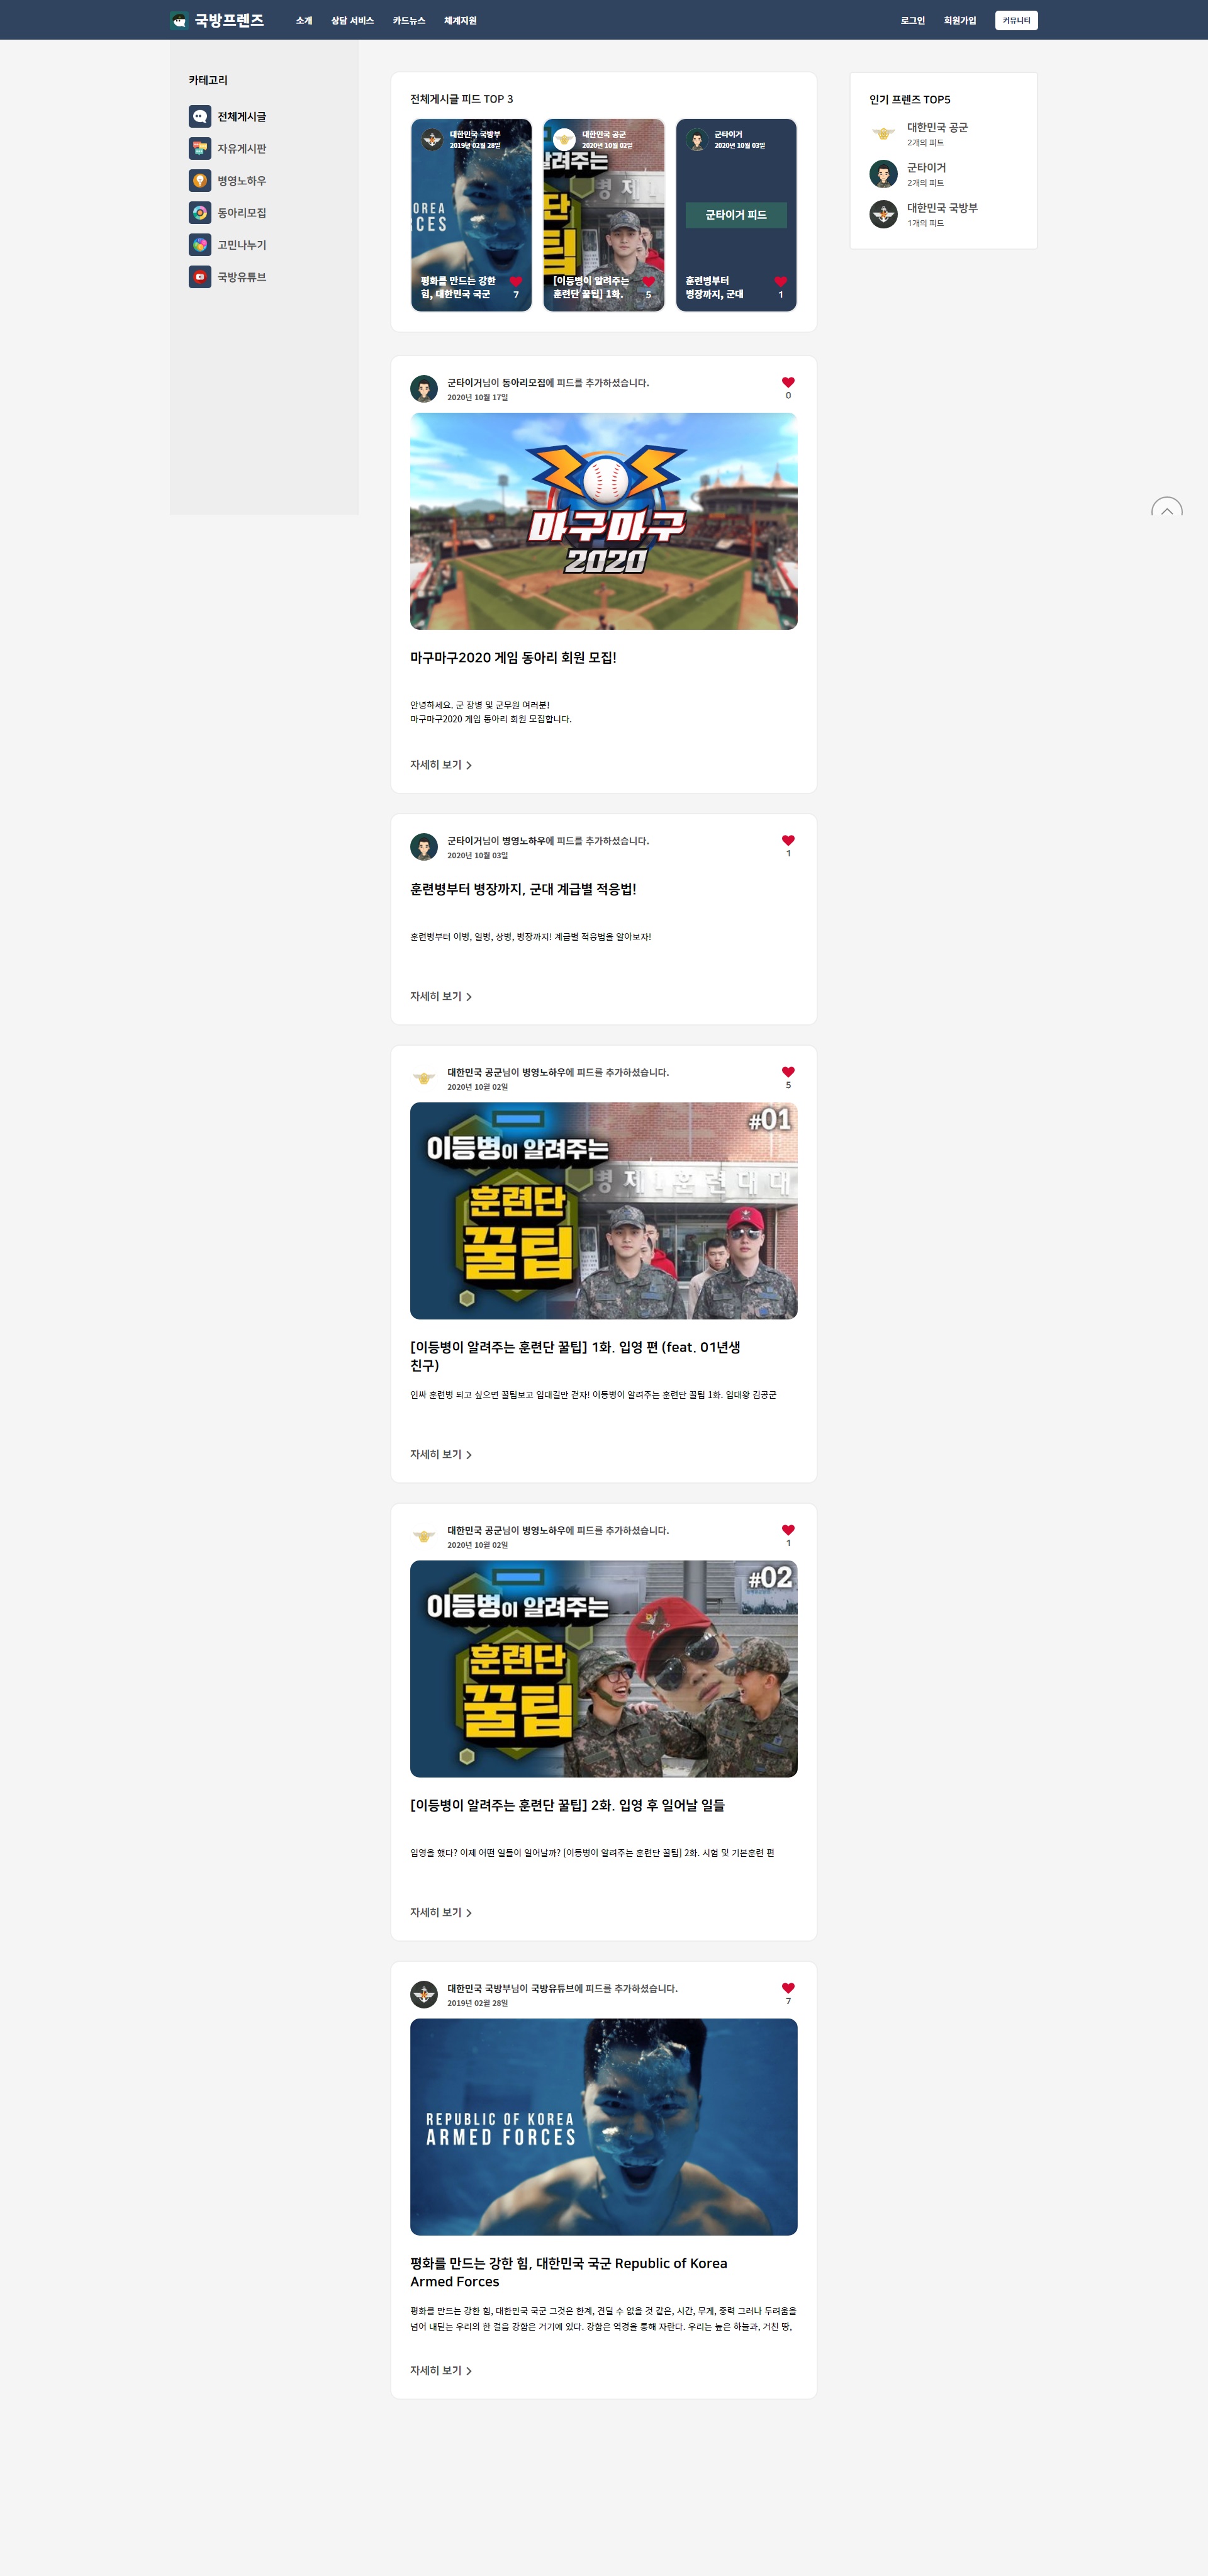 국방프렌즈
소개
상담 서비스
카드뉴스
체계지원
로그인
회원가입
커뮤니티
카테고리
전체게시글
자유게시판
병영노하우
동아리모집
고민나누기
국방유튜브
전체게시글 피드 TOP 3
대한민국 국방부
2019년 02월 28일
OREA
CES
평화를 만드는 강한
힘, 대한민국 국군
7
대한민국 공군
2020년 10월 02일
알려주는
병 제
단
팁
[이등병이 알려주는
훈련단 꿀팁] 1화.
5
군타이거
2020년 10월 03일
군타이거 피드
훈련병부터
병장까지, 군대
1
인기 프렌즈 TOP5
대한민국 공군
2개의 피드
군타이거
2개의 피드
대한민국 국방부
1개의 피드
군타이거님이 동아리모집에 피드를 추가하셨습니다.
2020년 10월 17일
0
마구마구
2020
마구마구2020 게임 동아리 회원 모집!
안녕하세요. 군 장병 및 군무원 여러분!
마구마구2020 게임 동아리 회원 모집합니다.
자세히 보기
군타이거님이 병영노하우에 피드를 추가하셨습니다.
2020년 10월 03일
1
훈련병부터 병장까지, 군대 계급별 적응법!
훈련병부터 이병, 일병, 상병, 병장까지! 계급별 적응법을 알아보자!
자세히 보기
대한민국 공군님이 병영노하우에 피드를 추가하셨습니다.
2020년 10월 02일
5
#01
이등병이 알려주는
병 제 훈 련 대 대
훈련단
꿀팁
[이등병이 알려주는 훈련단 꿀팁] 1화. 입영 편 (feat. 01년생
친구)
인싸 훈련병 되고 싶으면 꿀팁보고 입대길만 걷자! 이등병이 알려주는 훈련단 꿀팁 1화. 입대왕 김공군
자세히 보기
대한민국 공군님이 병영노하우에 피드를 추가하셨습니다.
2020년 10월 02일
1
#02
이등병이 알려주는
훈련단
꿀팁
[이등병이 알려주는 훈련단 꿀팁] 2화. 입영 후 일어날 일들
입영을 했다? 이제 어떤 일들이 일어날까? [이등병이 알려주는 훈련단 꿀팁] 2화. 시험 및 기본훈련 편
자세히 보기
대한민국 국방부님이 국방유튜브에 피드를 추가하셨습니다.
2019년 02월 28일
7
REPUBLIC OF KOREA
ARMED FORCES
평화를 만드는 강한 힘, 대한민국 국군 Republic of Korea
Armed Forces
평화를 만드는 강한 힘, 대한민국 국군 그것은 한계, 견딜 수 없을 것 같은, 시간, 무게, 중력 그러나 두려움을
넘어 내딛는 우리의 한 걸음 강함은 거기에 있다. 강함은 역경을 통해 자란다. 우리는 높은 하늘과, 거친 땅,
자세히 보기